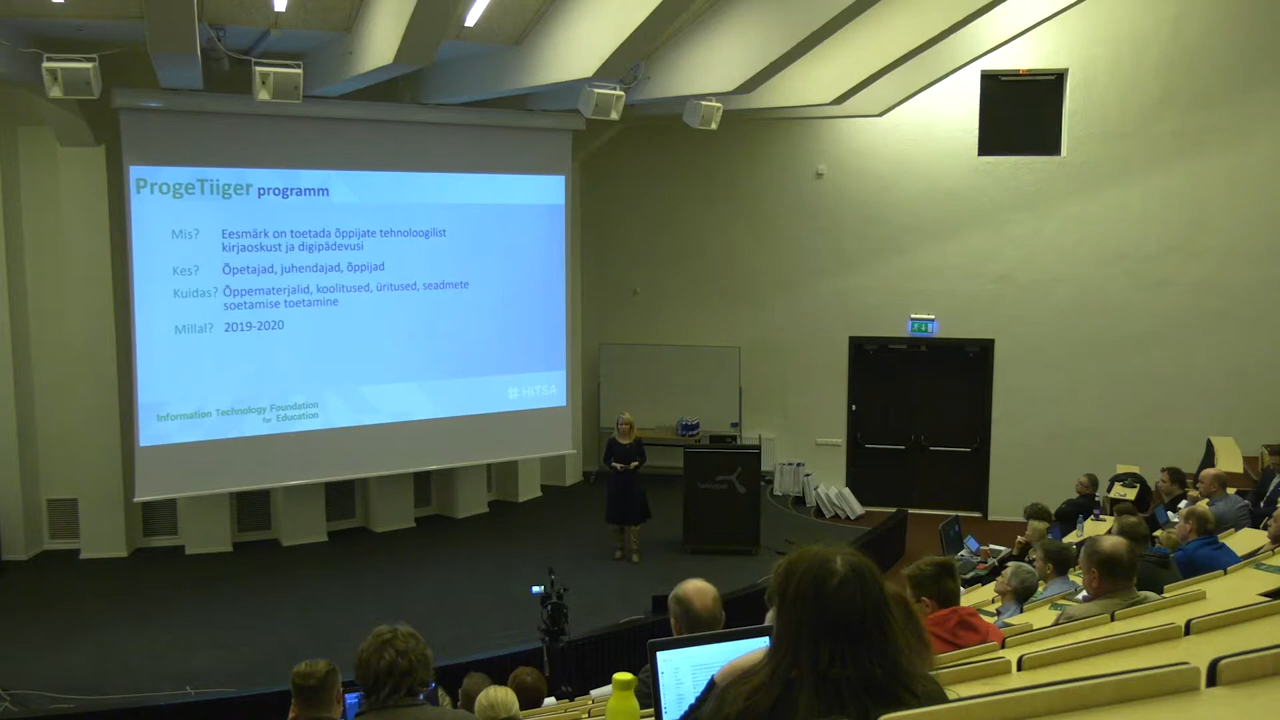 ProgeTiiger programm
Mis? Eesmärk on toetada õppijate tehnoloogilist
kirjaoskust ja digipädevusi
Kes? Õpetajad, juhendajad, õppijad
Kuidas? Õppematerjalid, koolitused, üritused, seadmete
soetamise toetamine
Millal? 2019-2020
HITSA
Information Technology Foundation
for Education